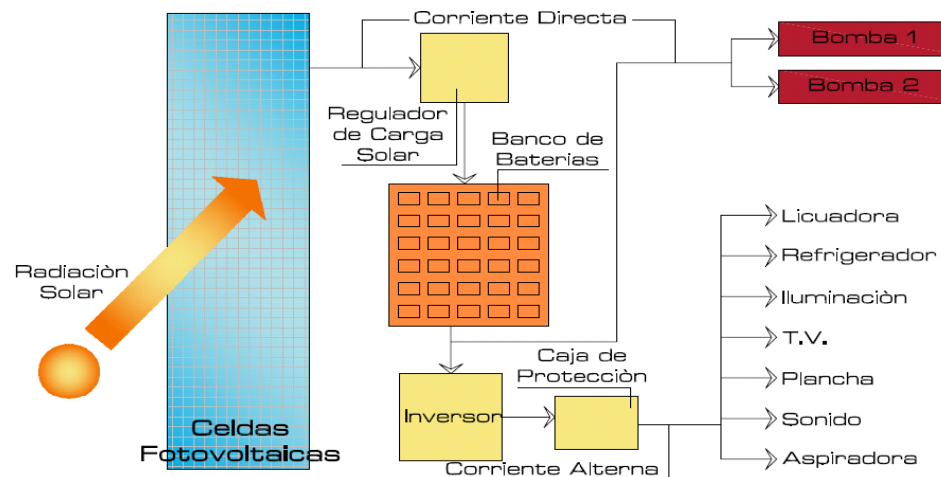 Corriente Directa
Bomba 1
Bomba 2
Regulador
de Carga
Solar
Banco de
Baterias
Radiaciòn
Solar
Licuadora
Refrigerador
Iluminaciòn
T.V.
Plancha
Sonido
Aspiradora
Caja de
Protecciòn
Inversor
Celdas
Fotovoltaicas
Corriente Alterna